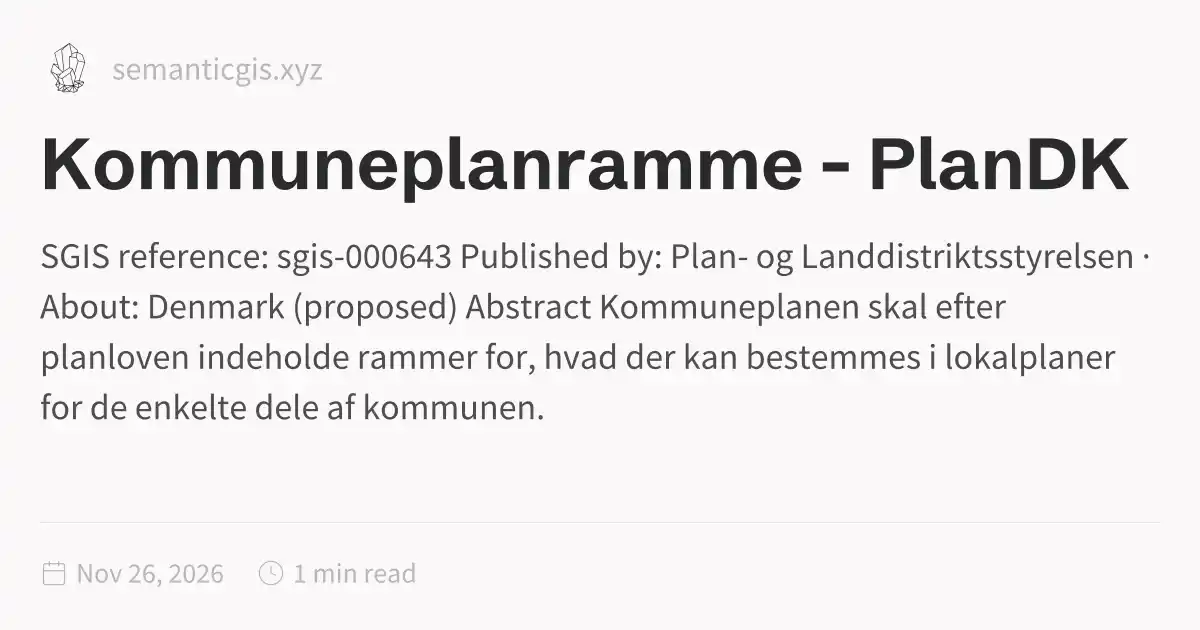 semanticgis.xyz
Kommuneplanramme - PlanDK
SGIS reference: sgis-000643 Published by: Plan- og Landdistriktsstyrelsen ·
About: Denmark (proposed) Abstract Kommuneplanen skal efter
planloven indeholde rammer for, hvad der kan bestemmes i lokalplaner
for de enkelte dele af kommunen.
Nov 26, 2026 1 min read